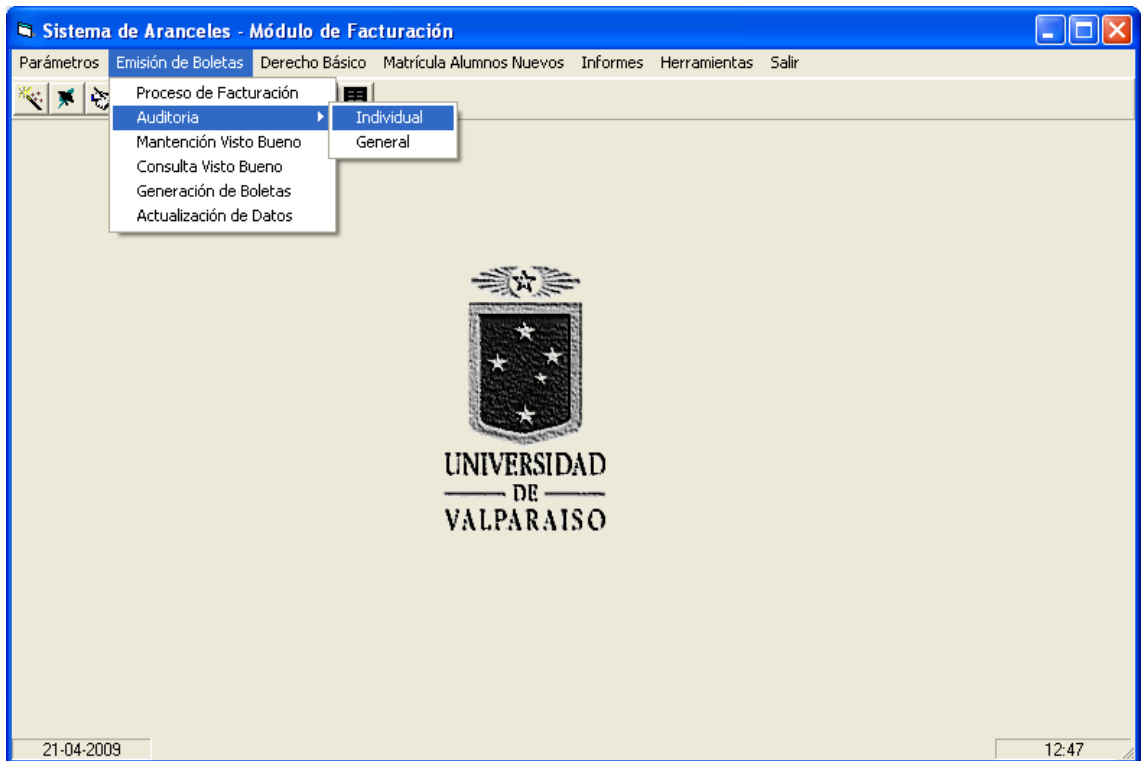 Sistema de Aranceles - Módulo de Facturación
Parámetros Emisión de Boletas Derecho Básico Matrícula Alumnos Nuevos Informes Herramientas Salir
Proceso de Facturación
Auditoria
Individual
Mantención Visto Bueno
General
Consulta Visto Bueno
Generación de Boletas
Actualización de Datos
UNIVERSIDAD
DE
VALPARAISO
21-04-2009
12:47